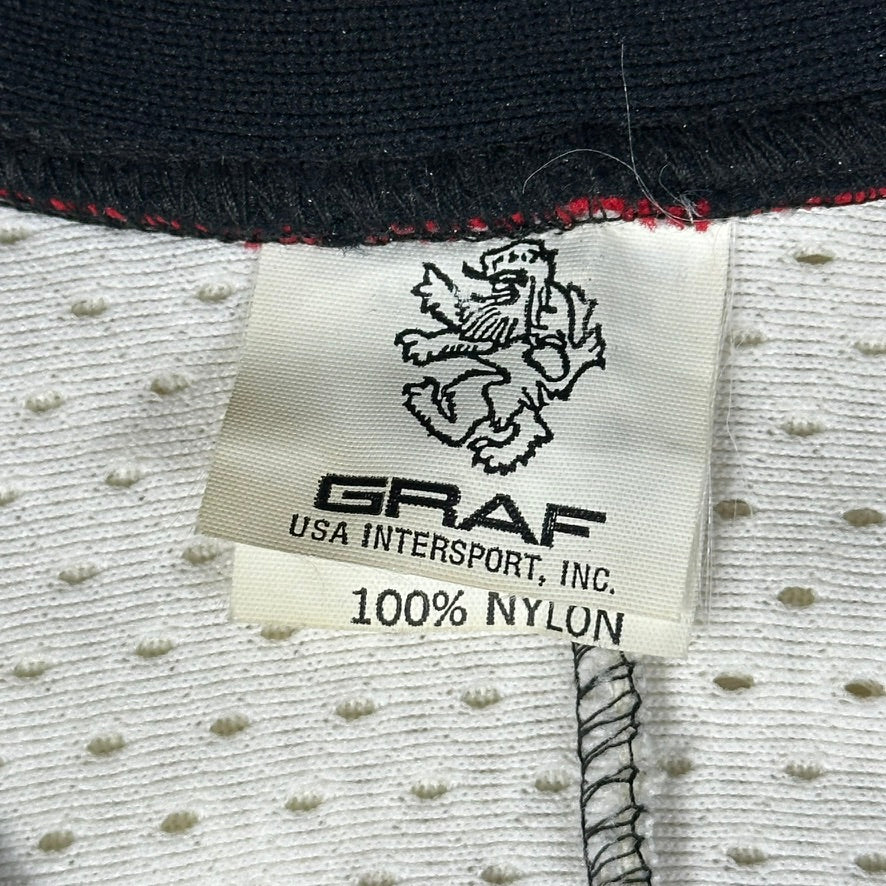 GRAF
USA INTERSPORT, INC.
100% NYLON